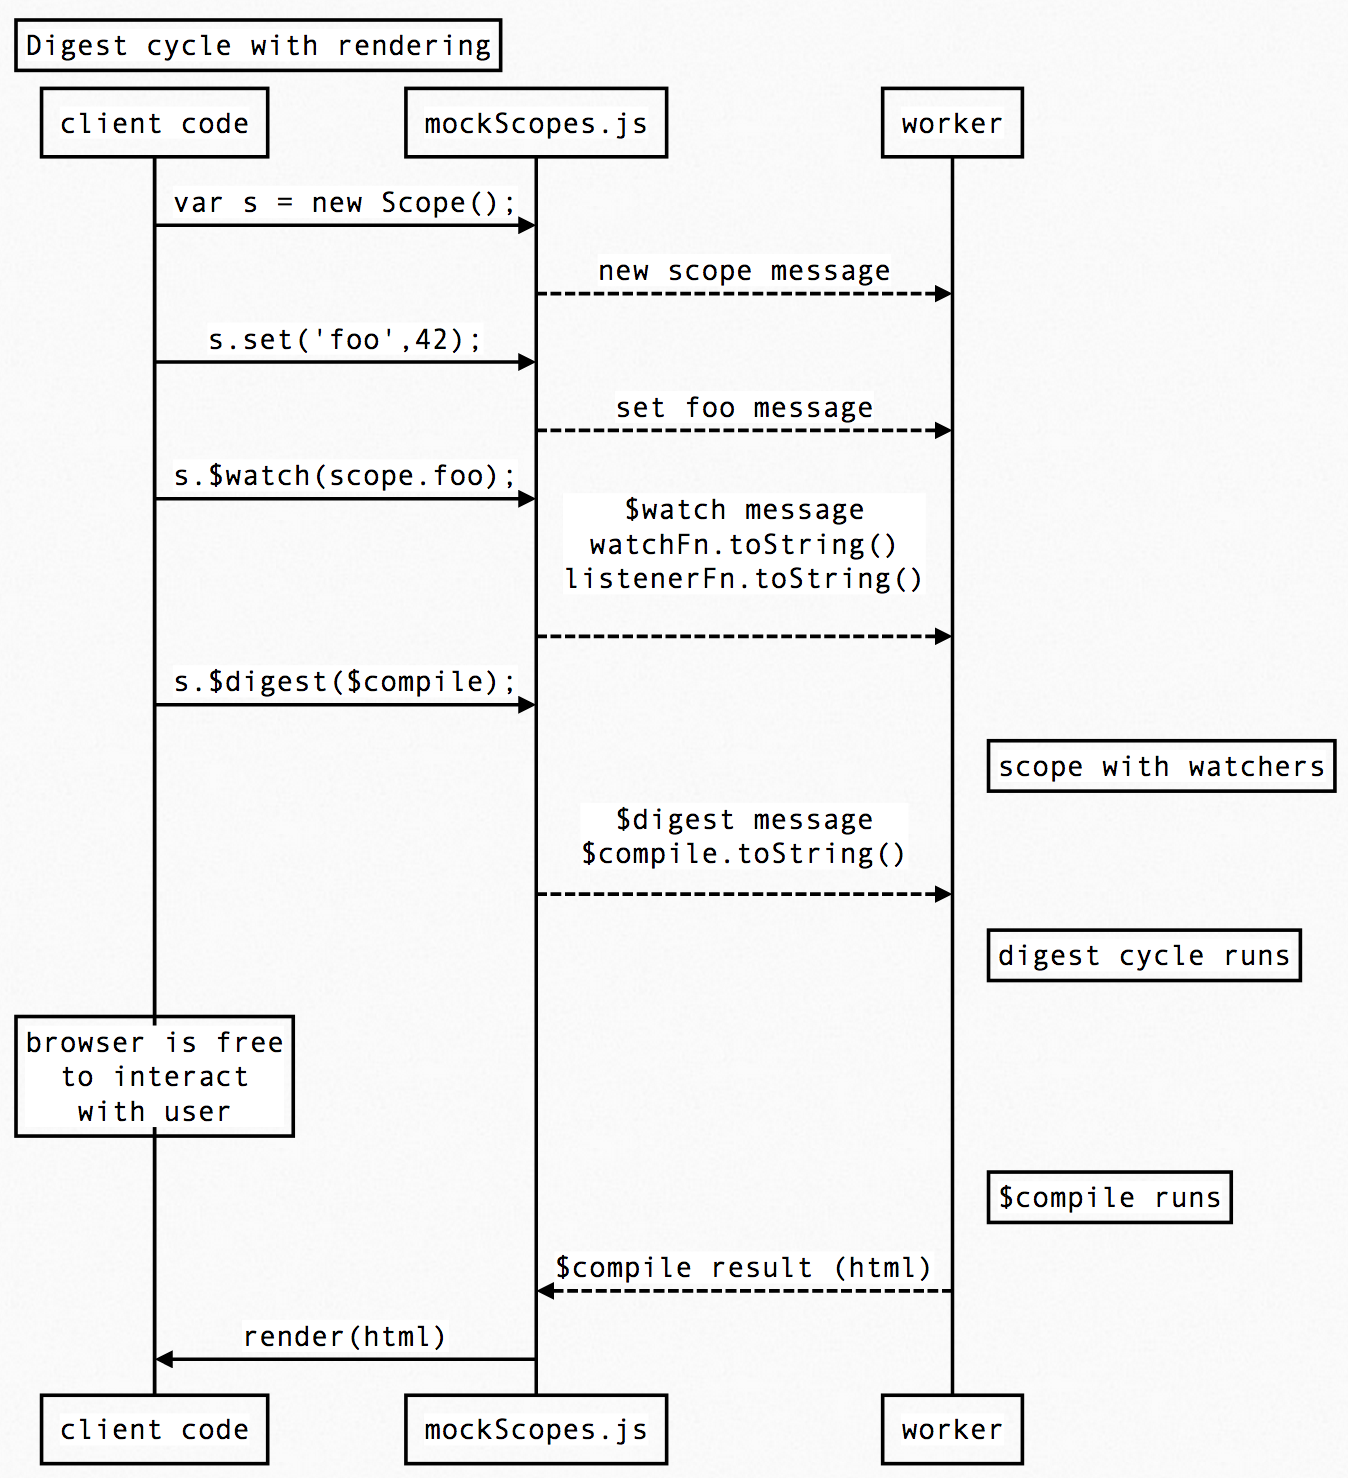 Digest cycle with rendering
client code
mockScopes.js
worker
var s = new Scope();
new scope message
s.set('foo',42);
set foo message
s.$watch(scope.foo);
$watch message
watchFn.toString()
listenerFn.toString()
s.$digest($compile);
scope with watchers
$digest message
$compile.toString()
digest cycle runs
browser is free
to interact
with user
$compile runs
$compile result (html)
render(html)
client code
mockScopes.js
worker